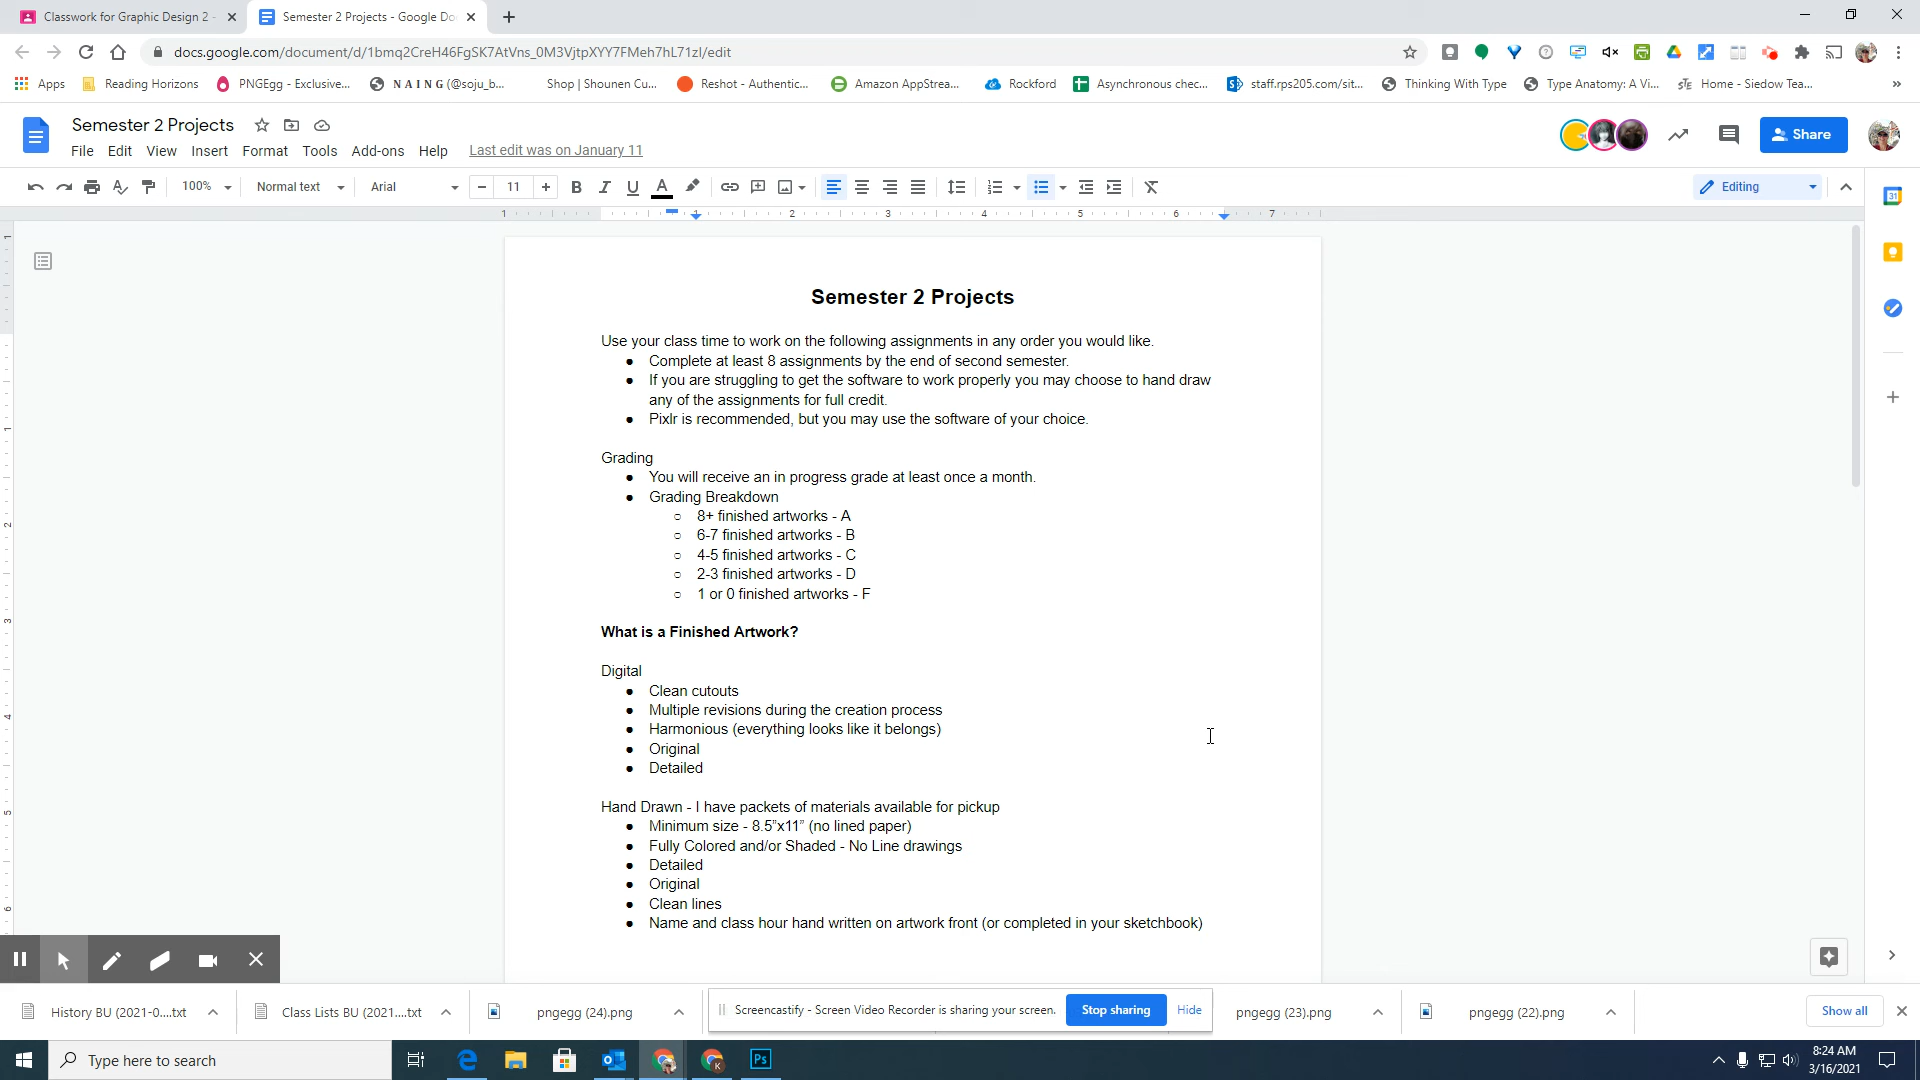 Classwork for Graphic Design 2 -
Semester 2 Projects - Google Do
docs.google.com/document/d/1bmq2CreH46FgSK7AtVns_0M3VjtpXYY7FMeh7hL71zI/edit
Apps Reading Horizons PNGEgg - Exclusive... N A I N G (@soju_b... Shop | Shounen Cu... Reshot - Authentic... Amazon AppStrea... Rockford Asynchronous chec... staff.rps205.com/sit... Thinking With Type Type Anatomy: A Vi... Home - Siedow Tea... »
Semester 2 Projects
Share
File Edit View Insert Format Tools Add-ons Help Last edit was on January 11
100% Normal text Arial 11 Editing
1 1 2 3 4 5 6 7
Semester 2 Projects
Use your class time to work on the following assignments in any order you would like.
● Complete at least 8 assignments by the end of second semester.
● If you are struggling to get the software to work properly you may choose to hand draw
any of the assignments for full credit.
● Pixlr is recommended, but you may use the software of your choice.
Grading
● You will receive an in progress grade at least once a month.
● Grading Breakdown
○ 8+ finished artworks - A
○ 6-7 finished artworks - B
○ 4-5 finished artworks - C
○ 2-3 finished artworks - D
○ 1 or 0 finished artworks - F
What is a Finished Artwork?
Digital
● Clean cutouts
● Multiple revisions during the creation process
● Harmonious (everything looks like it belongs)
● Original
● Detailed
Hand Drawn - I have packets of materials available for pickup
● Minimum size - 8.5”x11” (no lined paper)
● Fully Colored and/or Shaded - No Line drawings
● Detailed
● Original
● Clean lines
● Name and class hour hand written on artwork front (or completed in your sketchbook)
History BU (2021-0....txt Class Lists BU (2021....txt pngegg (24).png Screencastify - Screen Video Recorder is sharing your screen. Stop sharing Hide pngegg (23).png pngegg (22).png Show all
Type here to search
Ps
8:24 AM
3/16/2021